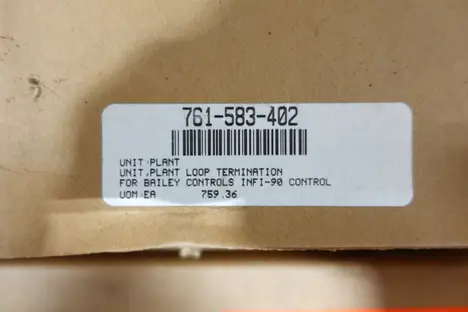 761-583-402
UNIT,PLANT
UNIT,PLANT LOOP TERMINATION
FOR BAILEY CONTROLS INFI-90 CONTROL
UOM:EA 759.36